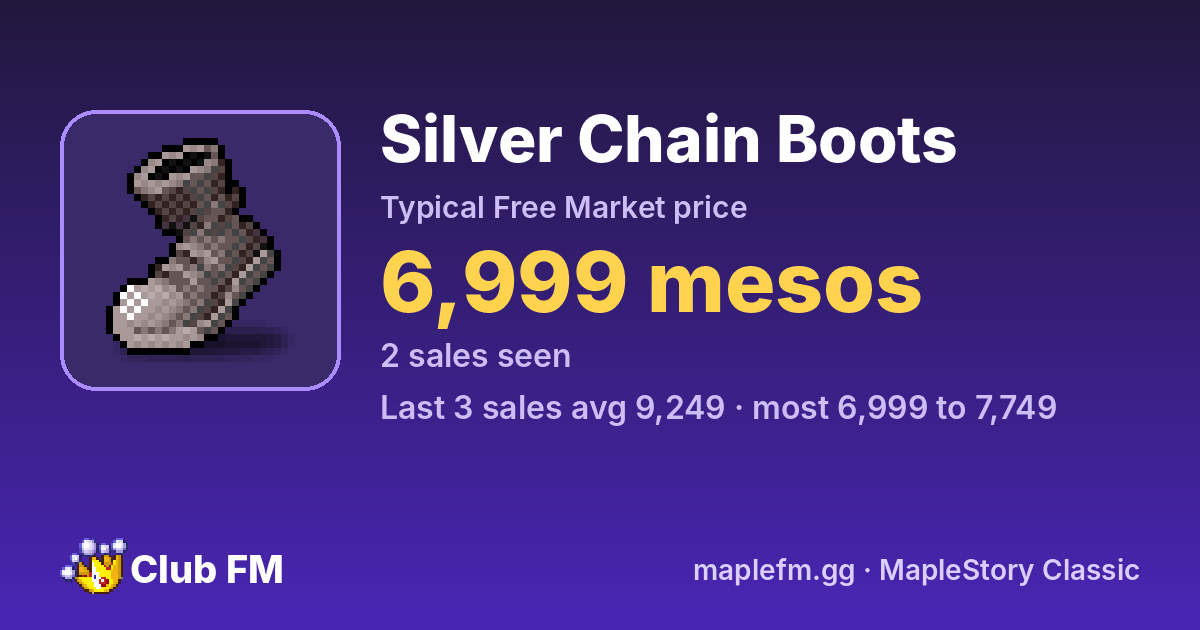 Silver Chain Boots
Typical Free Market price
6,999 mesos
2 sales seen
Last 3 sales avg 9,249 · most 6,999 to 7,749
Club FM
maplefm.gg · MapleStory Classic